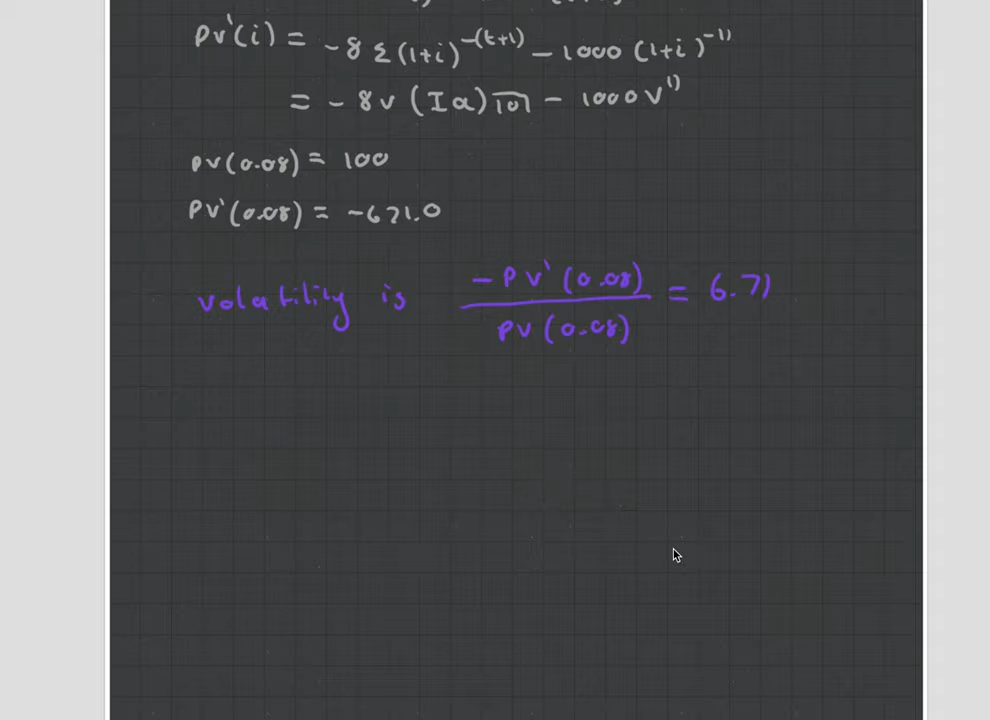 PV'(i) = -8 Σ (1+i)^-(t+1) - 1000 (1+i)^-11
= - 8 v (Ia)10̅| - 1000 v^11
PV(0.08) = 100
PV'(0.08) = -671.0
volatility is -PV'(0.08) / PV(0.08) = 6.71